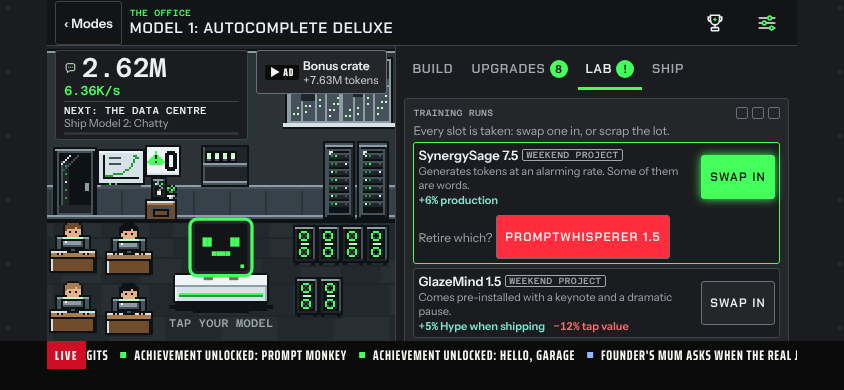 ‹ Modes
THE OFFICE
MODEL 1: AUTOCOMPLETE DELUXE
2.62M
6.36K/s
NEXT: THE DATA CENTRE
Ship Model 2: Chatty
AD
Bonus crate
+7.63M tokens
TAP YOUR MODEL
BUILD
UPGRADES 8
LAB !
SHIP
TRAINING RUNS
Every slot is taken: swap one in, or scrap the lot.
SynergySage 7.5 WEEKEND PROJECT
Generates tokens at an alarming rate. Some of them
are words.
+6% production
SWAP IN
Retire which? PROMPTWHISPERER 1.5
GlazeMind 1.5 WEEKEND PROJECT
Comes pre-installed with a keynote and a dramatic
pause.
+5% Hype when shipping −12% tap value
SWAP IN
LIVE GITS ACHIEVEMENT UNLOCKED: PROMPT MONKEY ACHIEVEMENT UNLOCKED: HELLO, GARAGE FOUNDER'S MUM ASKS WHEN THE REAL